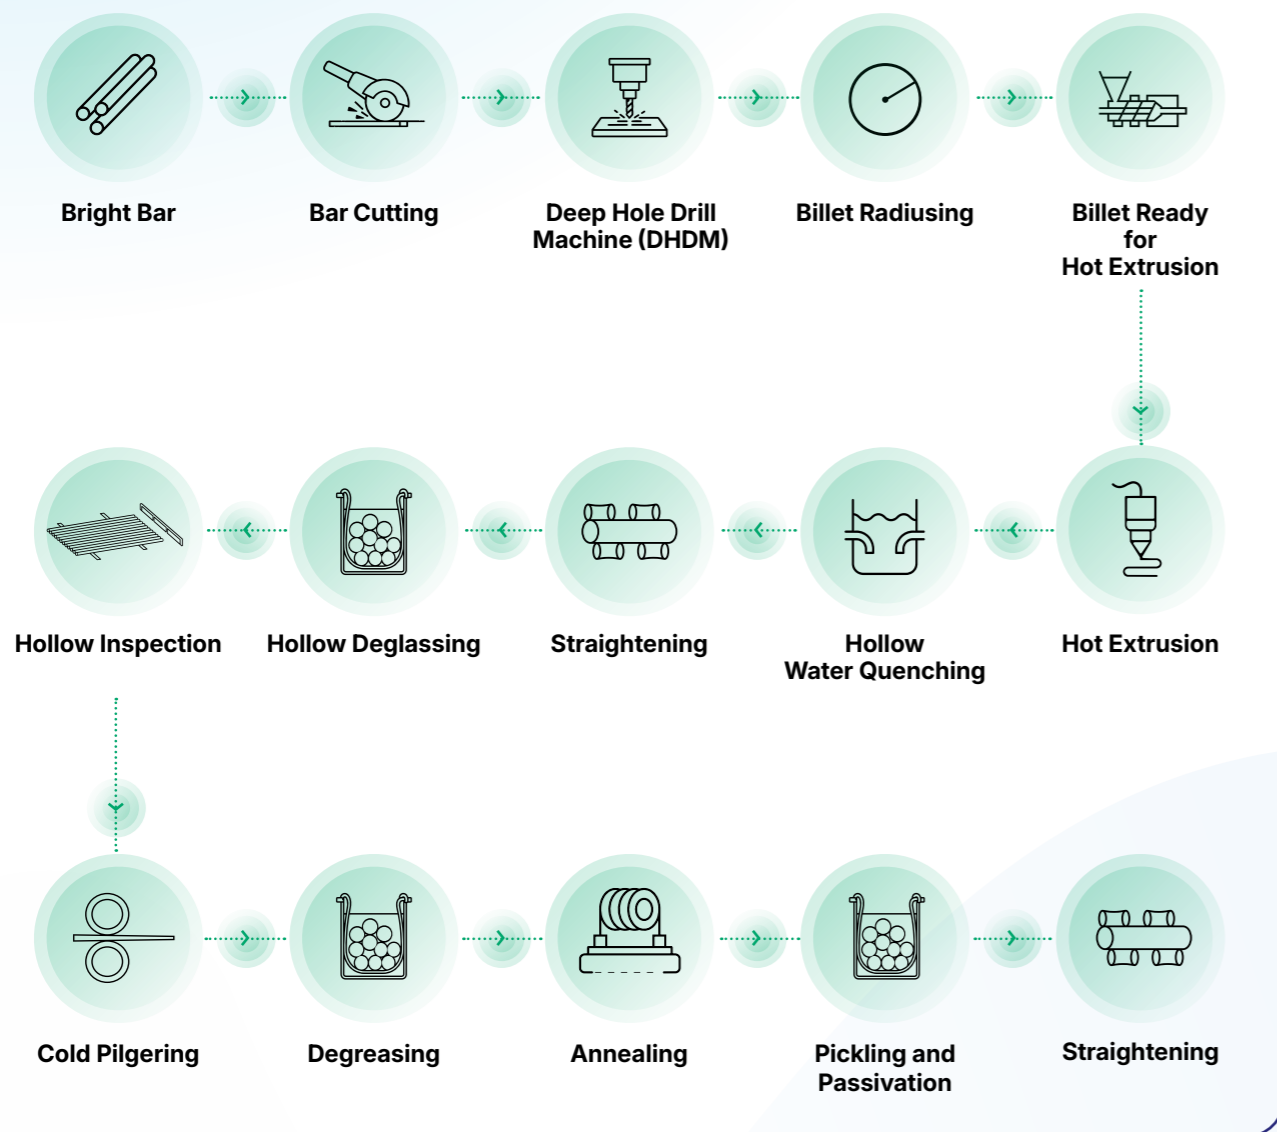 Bright Bar
Bar Cutting
Deep Hole Drill
Machine (DHDM)
Billet Radiusing
Billet Ready
for
Hot Extrusion
Hollow Inspection
Hollow Deglassing
Straightening
Hollow
Water Quenching
Hot Extrusion
Cold Pilgering
Degreasing
Annealing
Pickling and
Passivation
Straightening